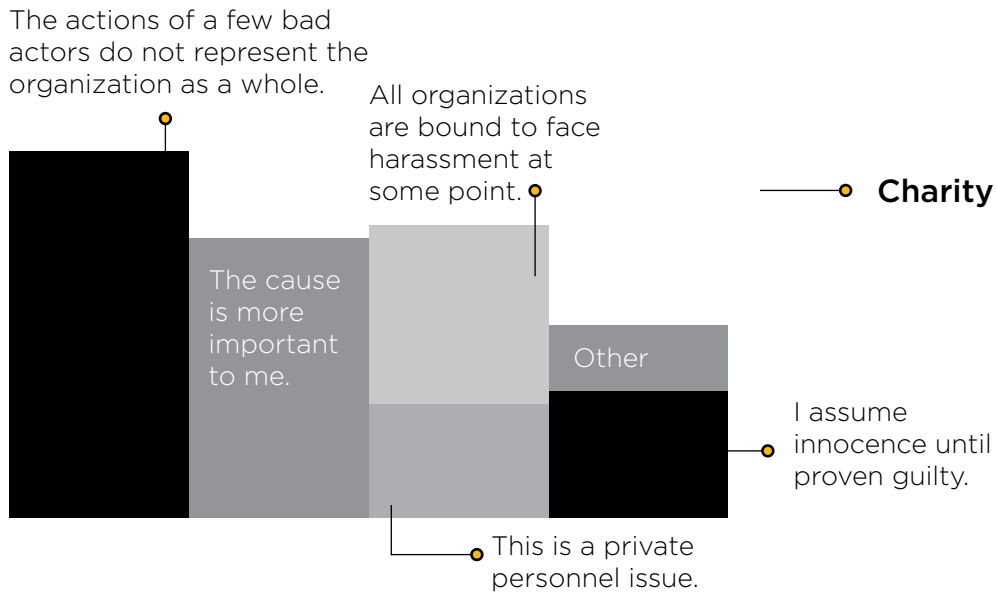 The actions of a few bad
actors do not represent the
organization as a whole.
All organizations
are bound to face
harassment at
some point.
Charity
The cause
is more
important
to me.
Other
I assume
innocence until
proven guilty.
This is a private
personnel issue.